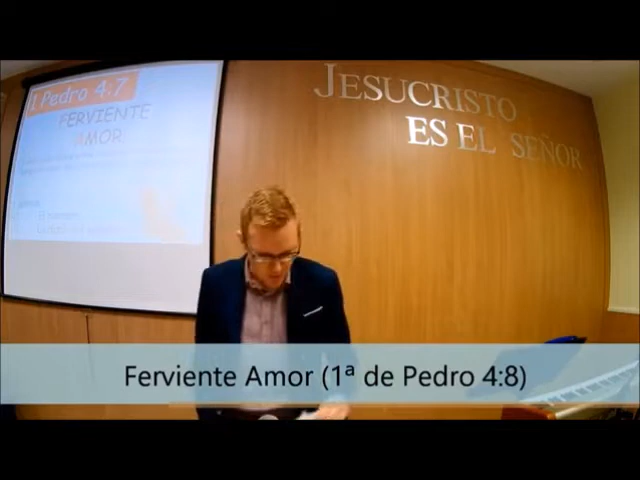 1 Pedro 4:7
FERVIENTE
AMOR
JESUCRISTO
ES EL SEÑOR
Ferviente Amor (1ª de Pedro 4:8)